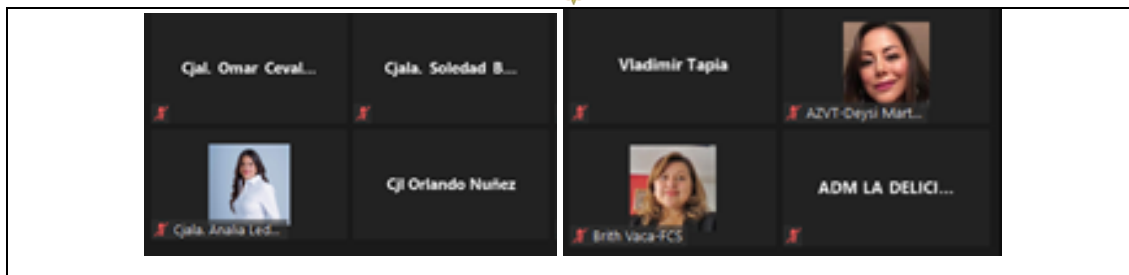 Cjal. Omar Ceval...
Cjala. Soledad B...
Cjala. Analia Led...
Cjl Orlando Nuñez
Vladimir Tapia
AZVT-Deysi Mart...
Brith Vaca-FCS
ADM LA DELICI...